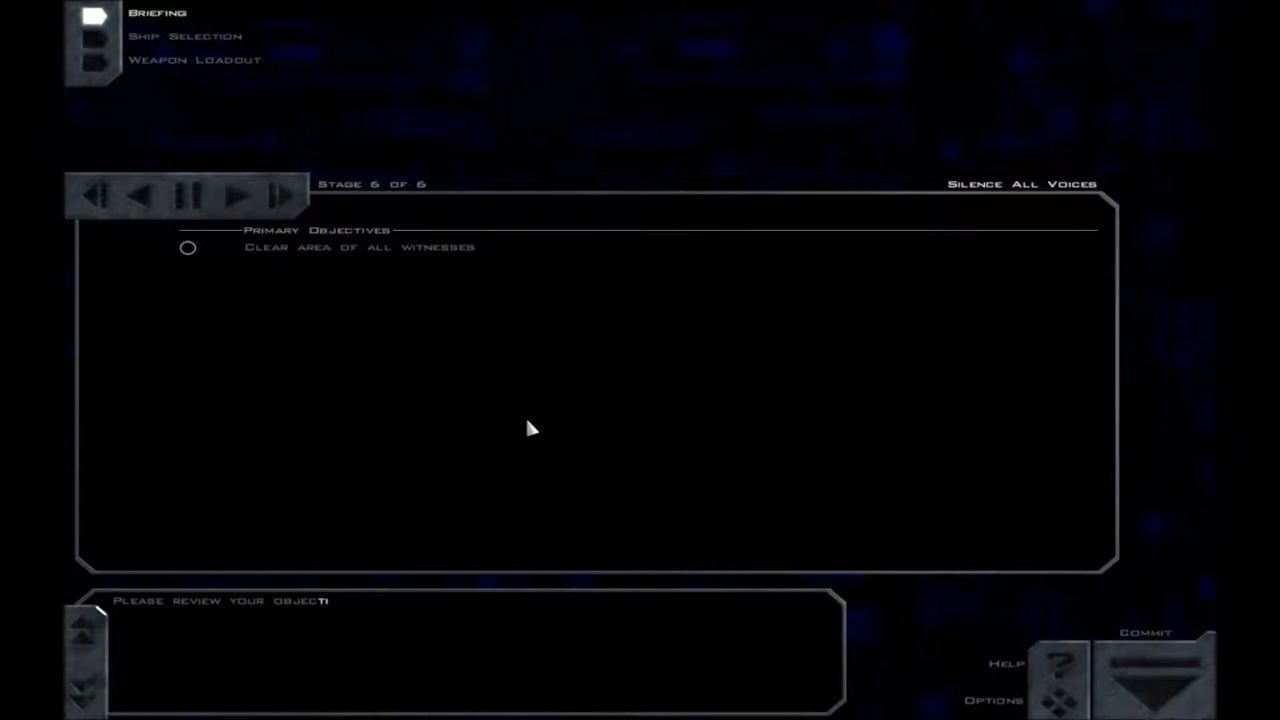 Briefing
Ship Selection
Weapon Loadout
Stage 6 of 6
Silence All Voices
Primary Objectives
Clear area of all witnesses
Please review your objecti
Commit
Help
Options